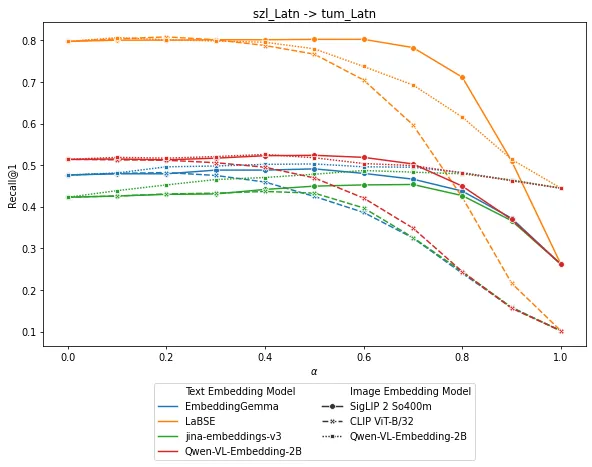 szl_Latn -> tum_Latn
Recall@1
0.8
0.7
0.6
0.5
0.4
0.3
0.2
0.1
0.0 0.2 0.4 0.6 0.8 1.0
α
Text Embedding Model Image Embedding Model
EmbeddingGemma SigLIP 2 So400m
LaBSE CLIP ViT-B/32
jina-embeddings-v3 Qwen-VL-Embedding-2B
Qwen-VL-Embedding-2B